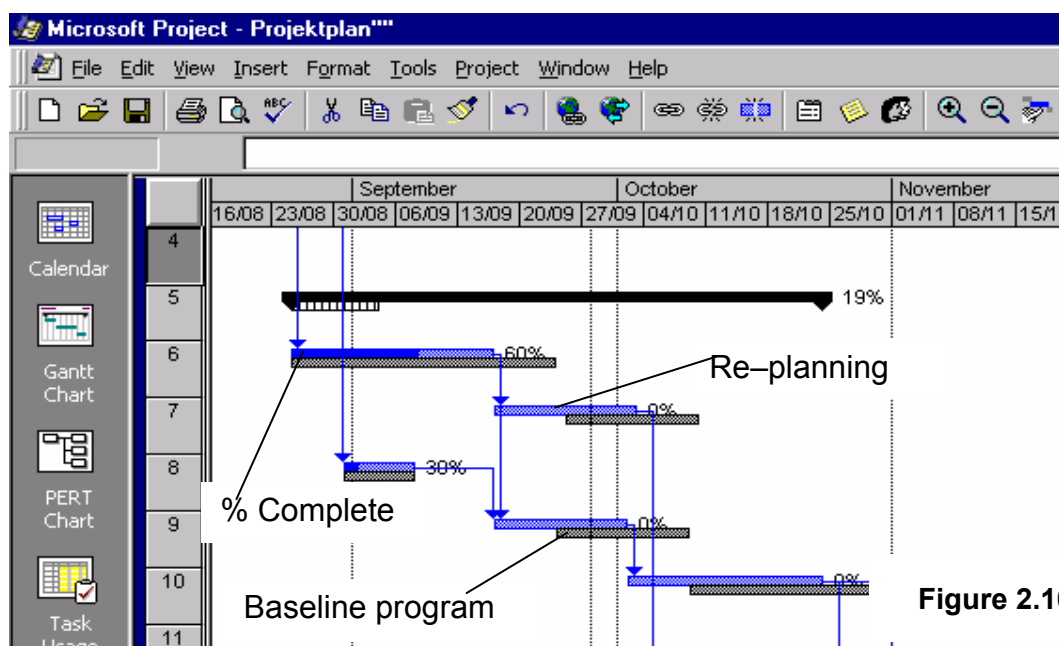 Microsoft Project - Projektplan""
File Edit View Insert Format Tools Project Window Help
ABC
September October November
16/08 23/08 30/08 06/09 13/09 20/09 27/09 04/10 11/10 18/10 25/10 01/11 08/11 15/1
4
Calendar
5 19%
6 60%
Re–planning
Gantt
Chart
7 0%
8 30%
PERT
Chart
% Complete
9 0%
10 0%
Baseline program
Figure 2.10
Task
Usage
11